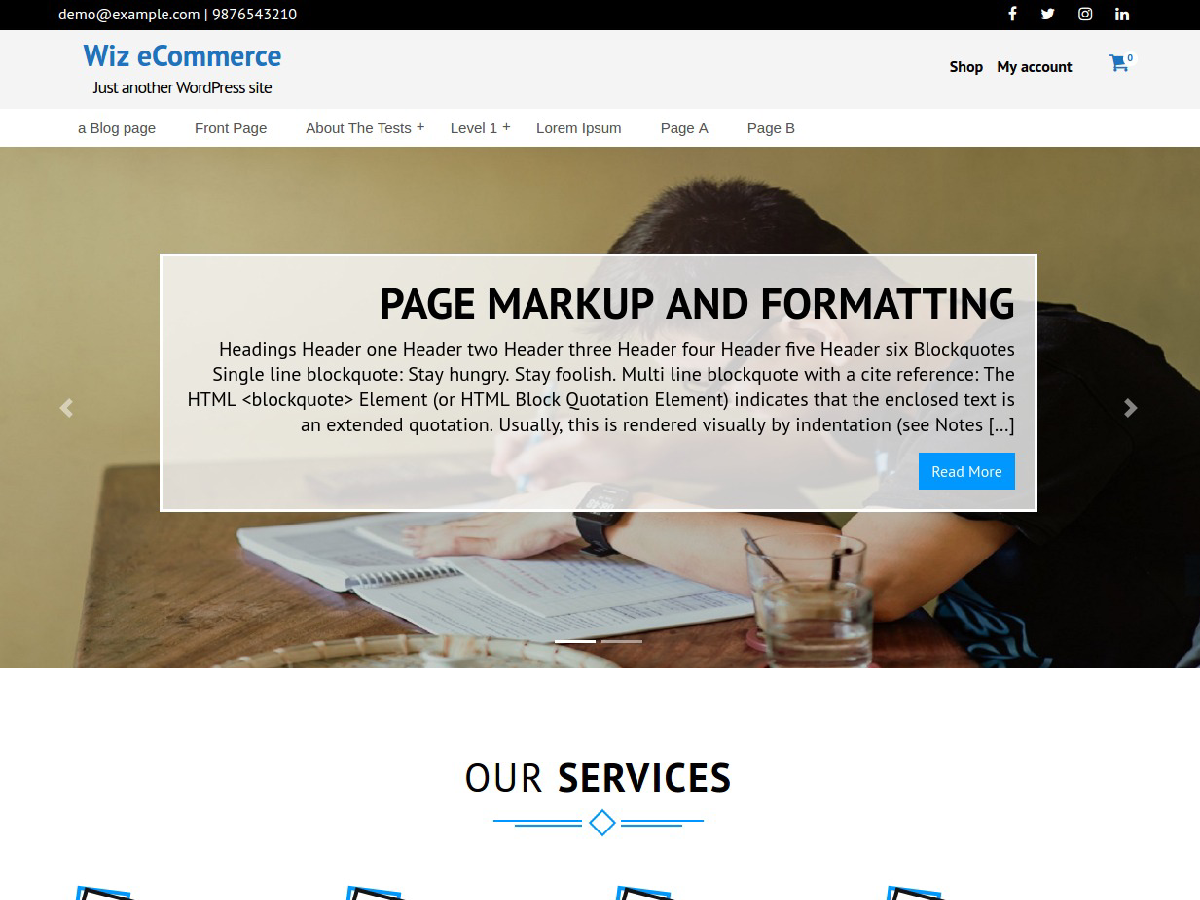 demo@example.com | 9876543210
Wiz eCommerce
Just another WordPress site
Shop My account 0
a Blog page Front Page About The Tests + Level 1 + Lorem Ipsum Page A Page B
PAGE MARKUP AND FORMATTING
Headings Header one Header two Header three Header four Header five Header six Blockquotes
Single line blockquote: Stay hungry. Stay foolish. Multi line blockquote with a cite reference: The
HTML <blockquote> Element (or HTML Block Quotation Element) indicates that the enclosed text is
an extended quotation. Usually, this is rendered visually by indentation (see Notes [...]
Read More
OUR SERVICES